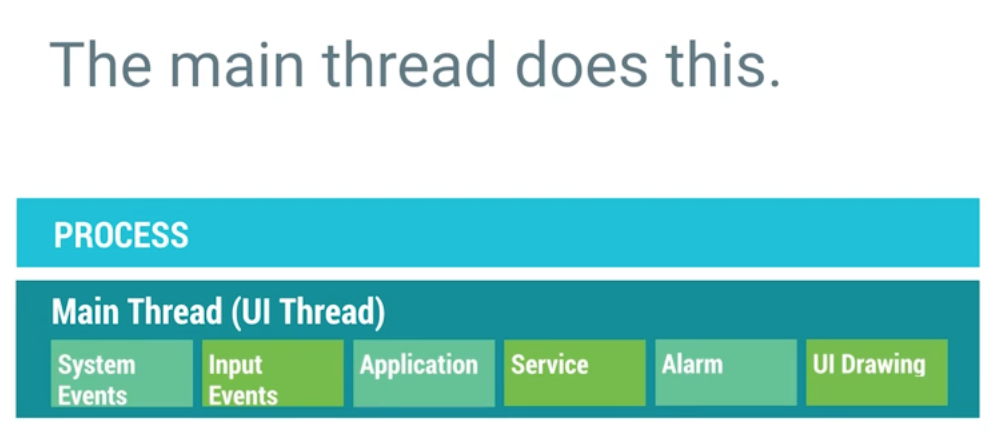 The main thread does this.
PROCESS
Main Thread (UI Thread)
System Events
Input Events
Application
Service
Alarm
UI Drawing